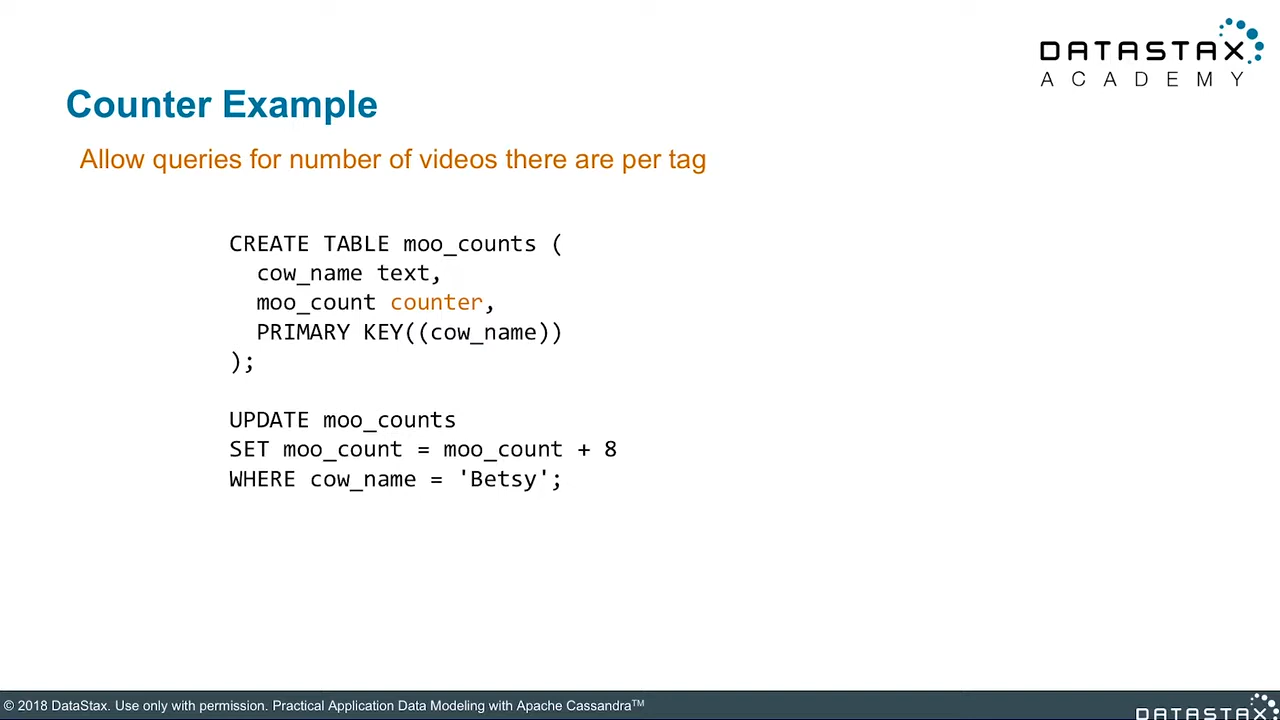 DATASTAX
ACADEMY
Counter Example
Allow queries for number of videos there are per tag
CREATE TABLE moo_counts (
  cow_name text,
  moo_count counter,
  PRIMARY KEY((cow_name))
);
UPDATE moo_counts
SET moo_count = moo_count + 8
WHERE cow_name = 'Betsy';
© 2018 DataStax. Use only with permission. Practical Application Data Modeling with Apache Cassandra™
DATASTAX